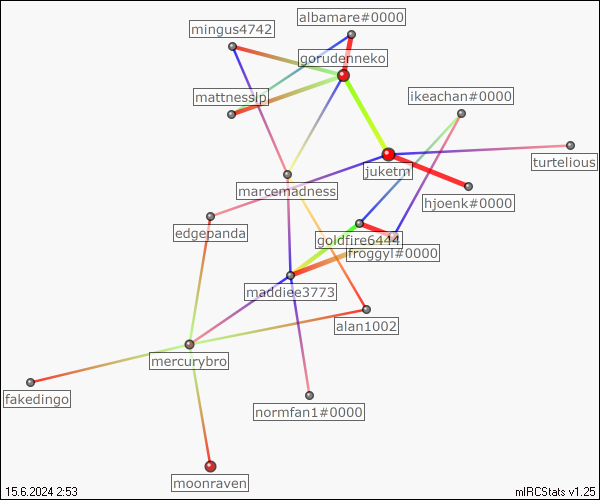 albamare#0000
mingus4742
gorudenneko
mattnesslp
ikeachan#0000
turtelious
juketm
marcemadness
hjoenk#0000
edgepanda
goldfire6444
froggyl#0000
maddiee3773
alan1002
mercurybro
fakedingo
normfan1#0000
moonraven
15.6.2024 2:53
mIRCStats v1.25